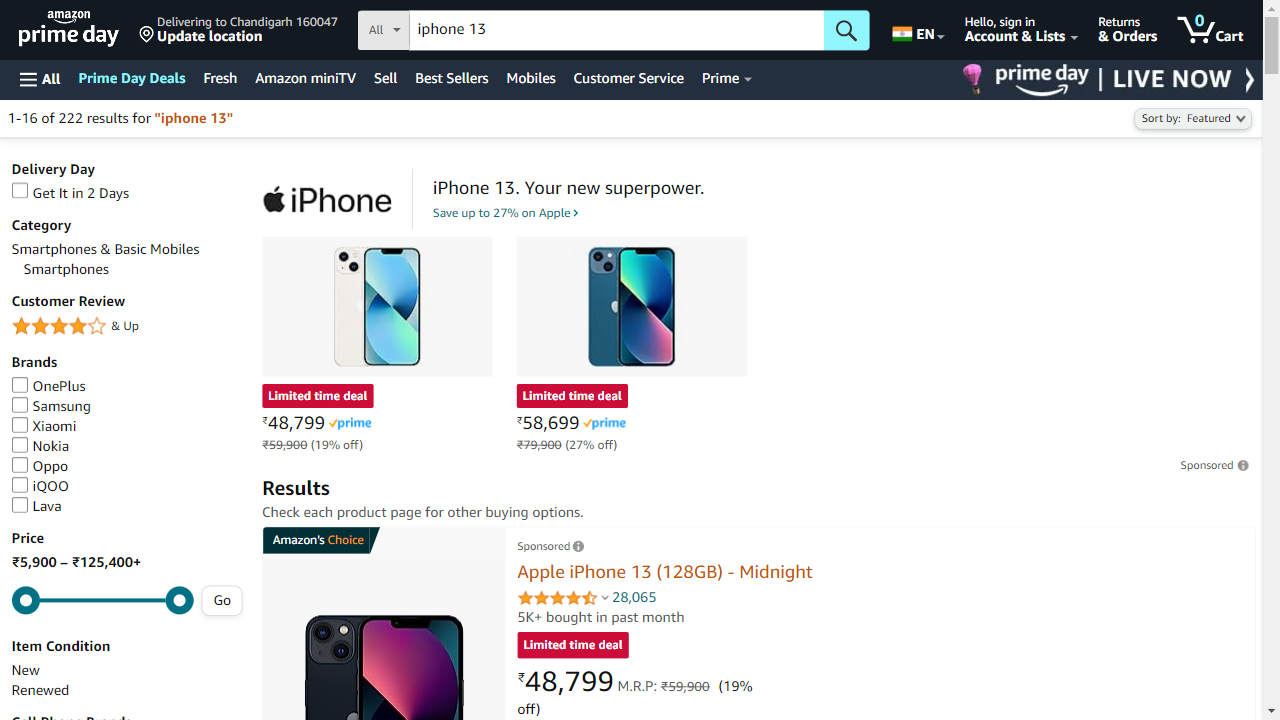 amazon
prime day
Delivering to Chandigarh 160047
Update location
All
iphone 13
EN
Hello, sign in
Account & Lists
Returns
& Orders
0
Cart
All
Prime Day Deals
Fresh
Amazon miniTV
Sell
Best Sellers
Mobiles
Customer Service
Prime
prime day | LIVE NOW
1-16 of 222 results for "iphone 13"
Sort by: Featured
Delivery Day
Get It in 2 Days
Category
Smartphones & Basic Mobiles
Smartphones
Customer Review
& Up
Brands
OnePlus
Samsung
Xiaomi
Nokia
Oppo
iQOO
Lava
Price
₹5,900 – ₹125,400+
Go
Item Condition
New
Renewed
iPhone
iPhone 13. Your new superpower.
Save up to 27% on Apple
Limited time deal
₹48,799 prime
₹59,900 (19% off)
Limited time deal
₹58,699 prime
₹79,900 (27% off)
Sponsored
Results
Check each product page for other buying options.
Amazon's Choice
Sponsored
Apple iPhone 13 (128GB) - Midnight
28,065
5K+ bought in past month
Limited time deal
₹48,799 M.R.P: ₹59,900 (19%
off)